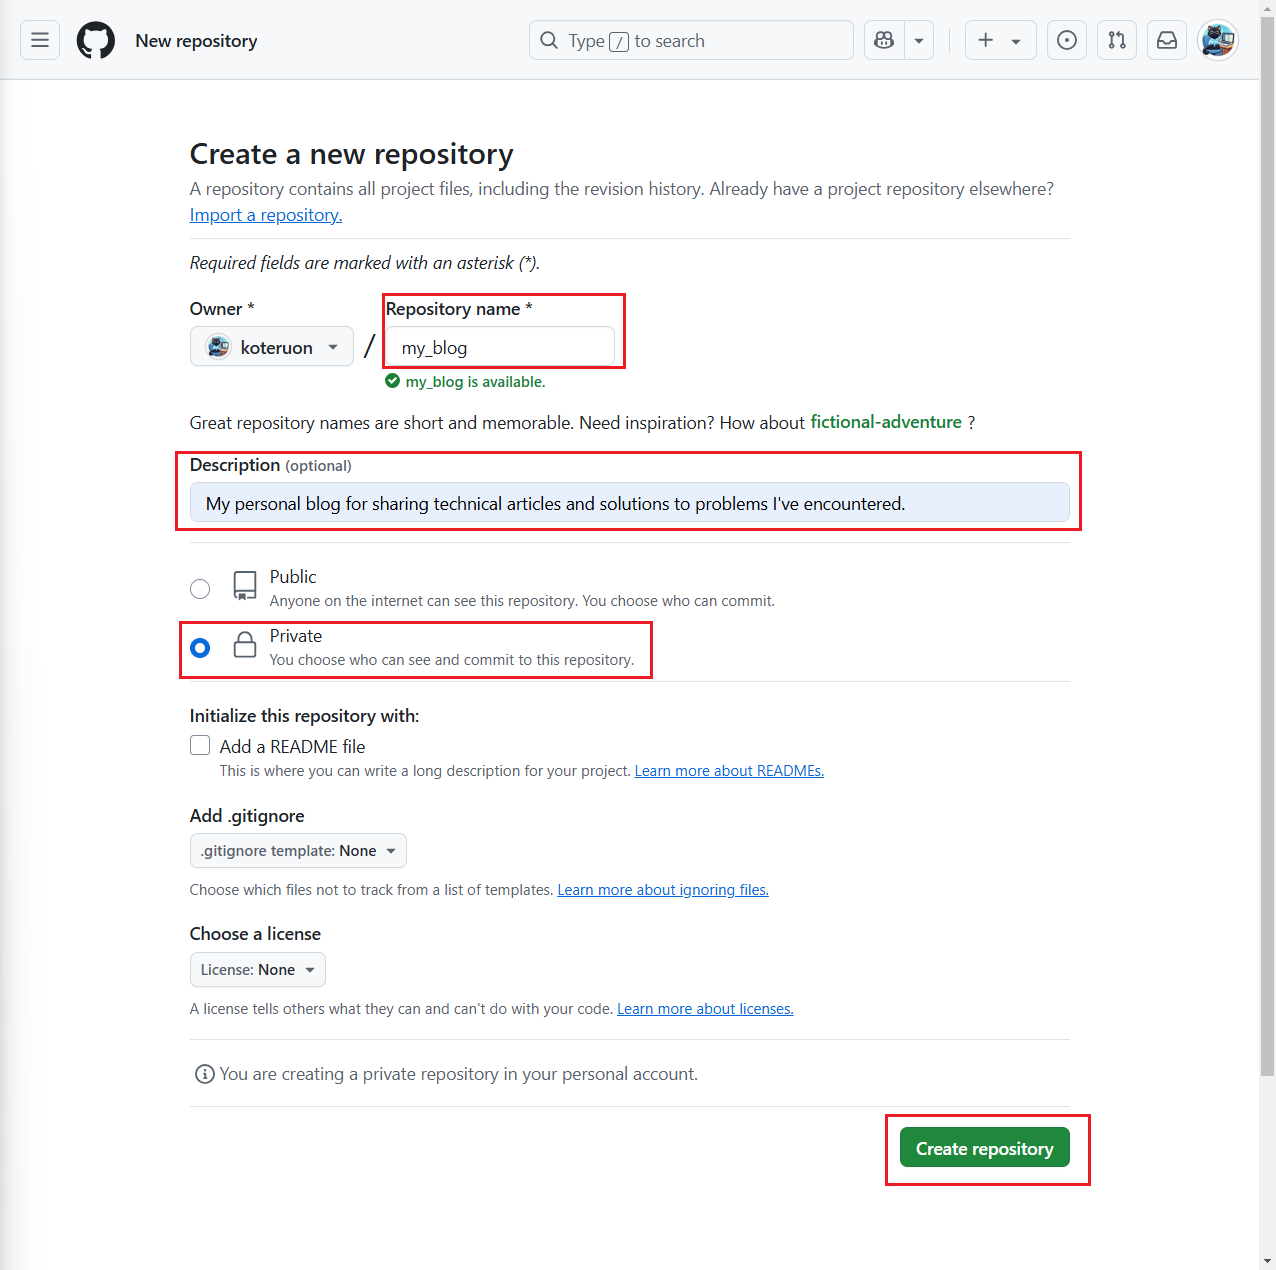 New repository
Type / to search
Create a new repository
A repository contains all project files, including the revision history. Already have a project repository elsewhere?
Import a repository.
Required fields are marked with an asterisk (*).
Owner *
Repository name *
koteruon
/
my_blog
my_blog is available.
Great repository names are short and memorable. Need inspiration? How about fictional-adventure ?
Description (optional)
My personal blog for sharing technical articles and solutions to problems I've encountered.
Public
Anyone on the internet can see this repository. You choose who can commit.
Private
You choose who can see and commit to this repository.
Initialize this repository with:
Add a README file
This is where you can write a long description for your project. Learn more about READMEs.
Add .gitignore
.gitignore template: None
Choose which files not to track from a list of templates. Learn more about ignoring files.
Choose a license
License: None
A license tells others what they can and can't do with your code. Learn more about licenses.
You are creating a private repository in your personal account.
Create repository